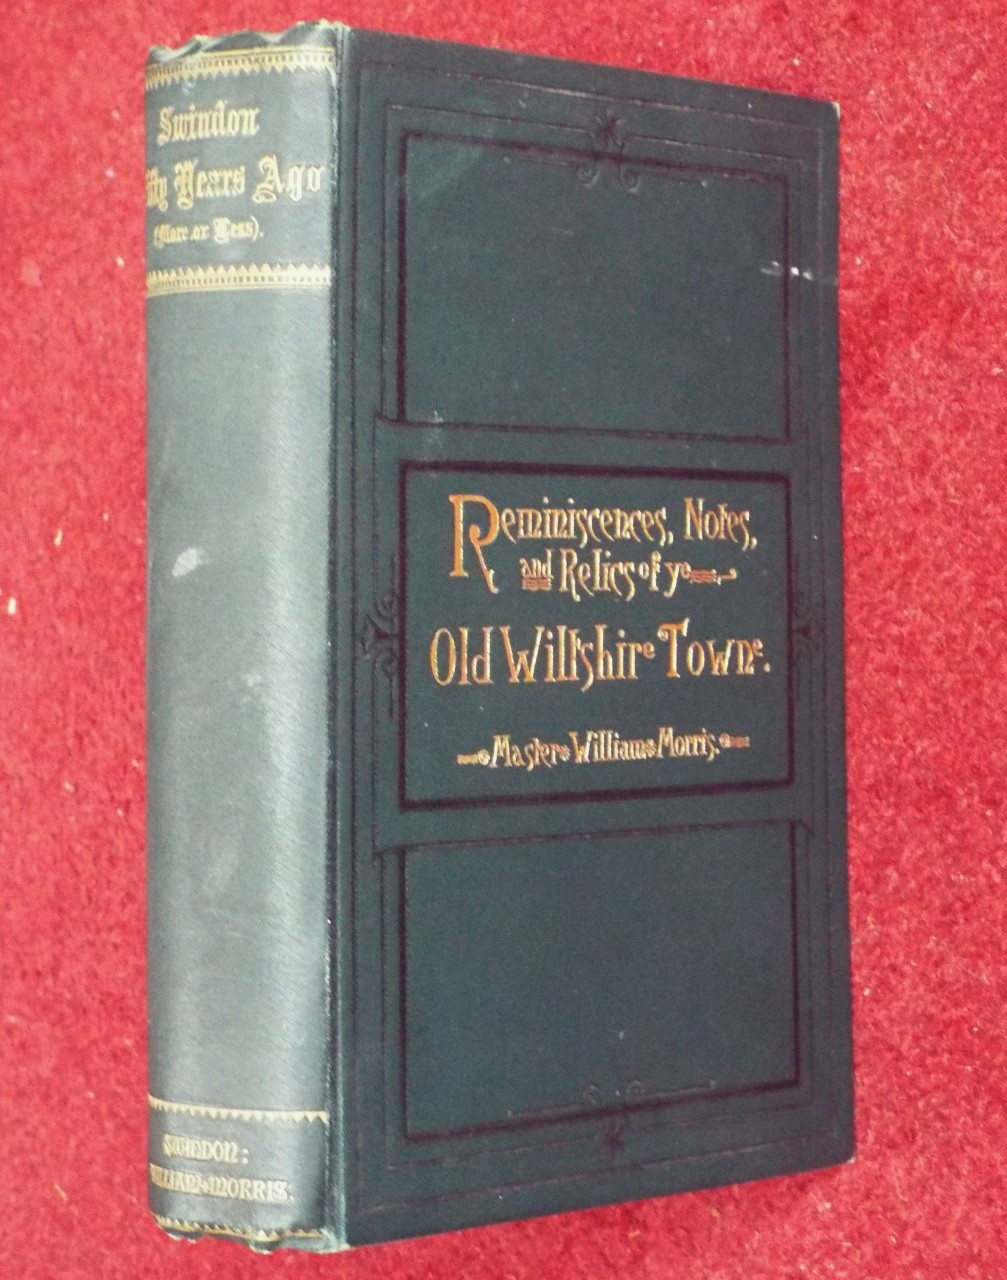 Swindon
fty Years Ago
(More or Less).
SWINDON:
WILLIAM MORRIS.
Reminiscences, Notes,
and Relics of ye
Old Wiltshire Towne.
Master William Morris.